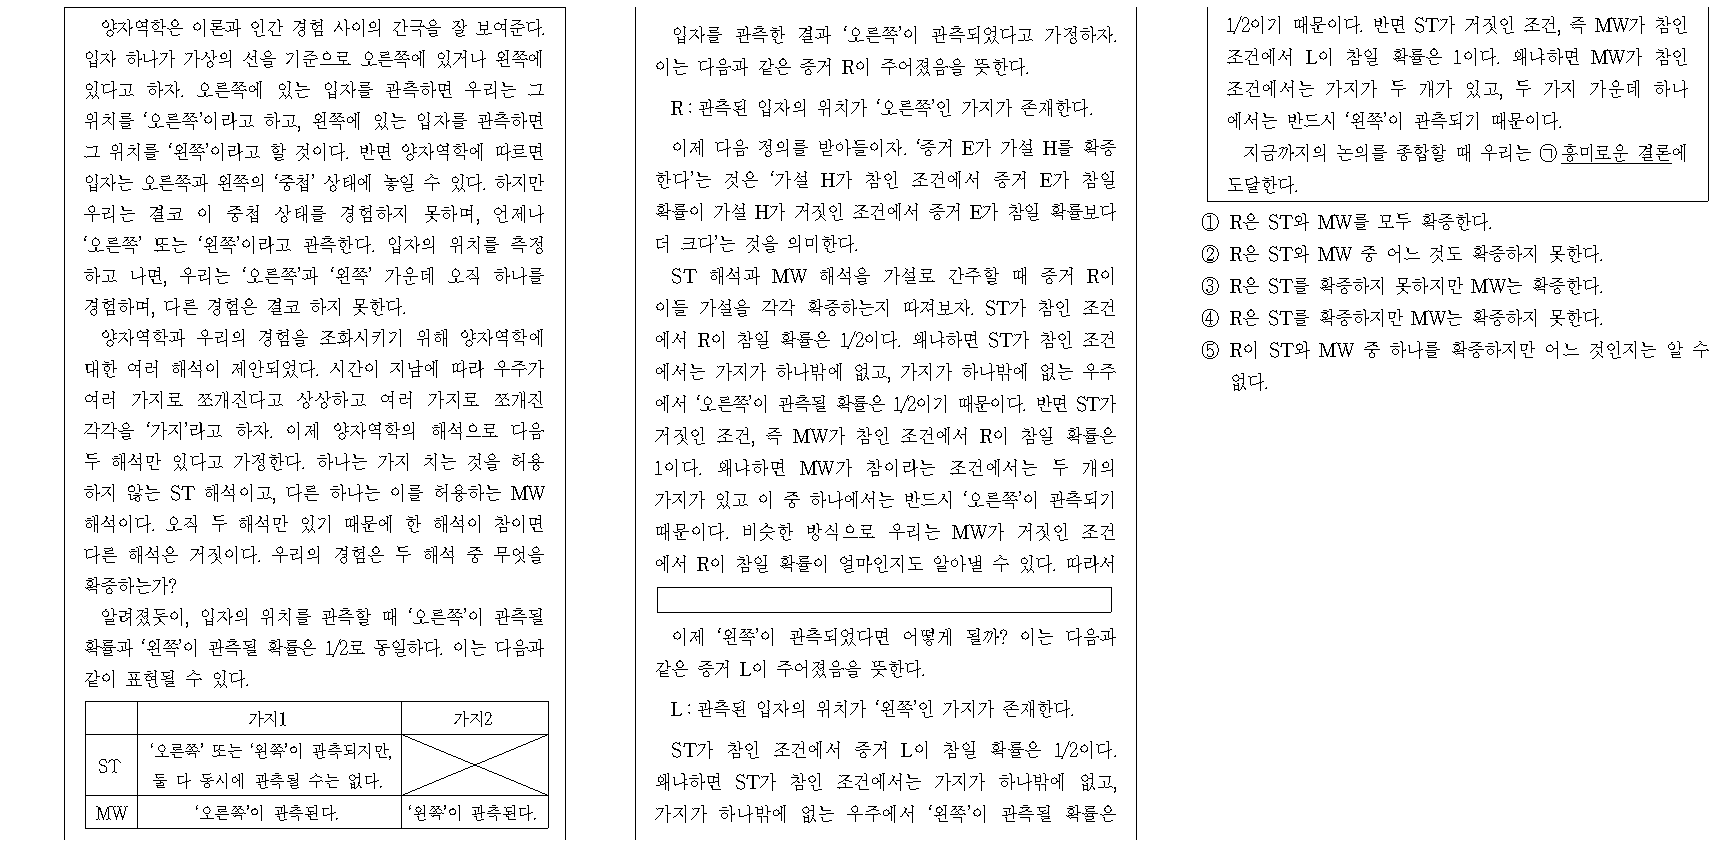 양자역학은 이론과 인간 경험 사이의 간극을 잘 보여준다.
입자 하나가 가상의 선을 기준으로 오른쪽에 있거나 왼쪽에
있다고 하자. 오른쪽에 있는 입자를 관측하면 우리는 그
위치를 ‘오른쪽’이라고 하고, 왼쪽에 있는 입자를 관측하면
그 위치를 ‘왼쪽’이라고 할 것이다. 반면 양자역학에 따르면
입자는 오른쪽과 왼쪽의 ‘중첩’ 상태에 놓일 수 있다. 하지만
우리는 결코 이 중첩 상태를 경험하지 못하며, 언제나
‘오른쪽’ 또는 ‘왼쪽’이라고 관측한다. 입자의 위치를 측정
하고 나면, 우리는 ‘오른쪽’과 ‘왼쪽’ 가운데 오직 하나를
경험하며, 다른 경험은 결코 하지 못한다.
양자역학과 우리의 경험을 조화시키기 위해 양자역학에
대한 여러 해석이 제안되었다. 시간이 지남에 따라 우주가
여러 가지로 쪼개진다고 상상하고 여러 가지로 쪼개진
각각을 ‘가지’라고 하자. 이제 양자역학의 해석으로 다음
두 해석만 있다고 가정한다. 하나는 가지 치는 것을 허용
하지 않는 ST 해석이고, 다른 하나는 이를 허용하는 MW
해석이다. 오직 두 해석만 있기 때문에 한 해석이 참이면
다른 해석은 거짓이다. 우리의 경험은 두 해석 중 무엇을
확증하는가?
알려졌듯이, 입자의 위치를 관측할 때 ‘오른쪽’이 관측될
확률과 ‘왼쪽’이 관측될 확률은 1/2로 동일하다. 이는 다음과
같이 표현될 수 있다.
가지1 가지2
ST ‘오른쪽’ 또는 ‘왼쪽’이 관측되지만,
둘 다 동시에 관측될 수는 없다.
MW ‘오른쪽’이 관측된다. ‘왼쪽’이 관측된다.
입자를 관측한 결과 ‘오른쪽’이 관측되었다고 가정하자.
이는 다음과 같은 증거 R이 주어졌음을 뜻한다.
R : 관측된 입자의 위치가 ‘오른쪽’인 가지가 존재한다.
이제 다음 정의를 받아들이자. ‘증거 E가 가설 H를 확증
한다’는 것은 ‘가설 H가 참인 조건에서 증거 E가 참일
확률이 가설 H가 거짓인 조건에서 증거 E가 참일 확률보다
더 크다’는 것을 의미한다.
ST 해석과 MW 해석을 가설로 간주할 때 증거 R이
이들 가설을 각각 확증하는지 따져보자. ST가 참인 조건
에서 R이 참일 확률은 1/2이다. 왜냐하면 ST가 참인 조건
에서는 가지가 하나밖에 없고, 가지가 하나밖에 없는 우주
에서 ‘오른쪽’이 관측될 확률은 1/2이기 때문이다. 반면 ST가
거짓인 조건, 즉 MW가 참인 조건에서 R이 참일 확률은
1이다. 왜냐하면 MW가 참이라는 조건에서는 두 개의
가지가 있고 이 중 하나에서는 반드시 ‘오른쪽’이 관측되기
때문이다. 비슷한 방식으로 우리는 MW가 거짓인 조건
에서 R이 참일 확률이 얼마인지도 알아낼 수 있다. 따라서
이제 ‘왼쪽’이 관측되었다면 어떻게 될까? 이는 다음과
같은 증거 L이 주어졌음을 뜻한다.
L : 관측된 입자의 위치가 ‘왼쪽’인 가지가 존재한다.
ST가 참인 조건에서 증거 L이 참일 확률은 1/2이다.
왜냐하면 ST가 참인 조건에서는 가지가 하나밖에 없고,
가지가 하나밖에 없는 우주에서 ‘왼쪽’이 관측될 확률은
1/2이기 때문이다. 반면 ST가 거짓인 조건, 즉 MW가 참인
조건에서 L이 참일 확률은 1이다. 왜냐하면 MW가 참인
조건에서는 가지가 두 개가 있고, 두 가지 가운데 하나
에서는 반드시 ‘왼쪽’이 관측되기 때문이다.
지금까지의 논의를 종합할 때 우리는 ㉠흥미로운 결론에
도달한다.
① R은 ST와 MW를 모두 확증한다.
② R은 ST와 MW 중 어느 것도 확증하지 못한다.
③ R은 ST를 확증하지 못하지만 MW는 확증한다.
④ R은 ST를 확증하지만 MW는 확증하지 못한다.
⑤ R이 ST와 MW 중 하나를 확증하지만 어느 것인지는 알 수
없다.